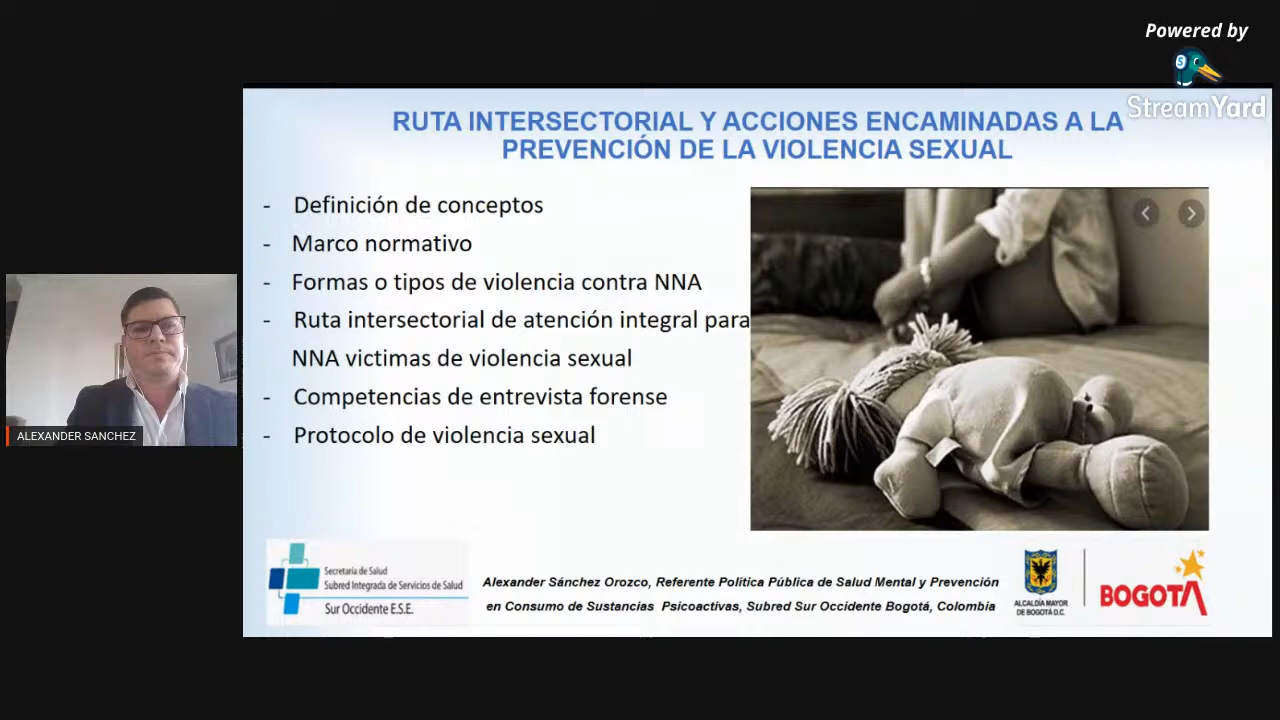 Powered by
StreamYard
RUTA INTERSECTORIAL Y ACCIONES ENCAMINADAS A LA
PREVENCIÓN DE LA VIOLENCIA SEXUAL
- Definición de conceptos
- Marco normativo
- Formas o tipos de violencia contra NNA
- Ruta intersectorial de atención integral para
NNA victimas de violencia sexual
- Competencias de entrevista forense
- Protocolo de violencia sexual
ALEXANDER SANCHEZ
Secretaría de Salud
Subred Integrada de Servicios de Salud
Sur Occidente E.S.E.
Alexander Sánchez Orozco, Referente Política Pública de Salud Mental y Prevención
en Consumo de Sustancias Psicoactivas, Subred Sur Occidente Bogotá, Colombia
ALCALDÍA MAYOR
DE BOGOTÁ D.C.
BOGOTÁ